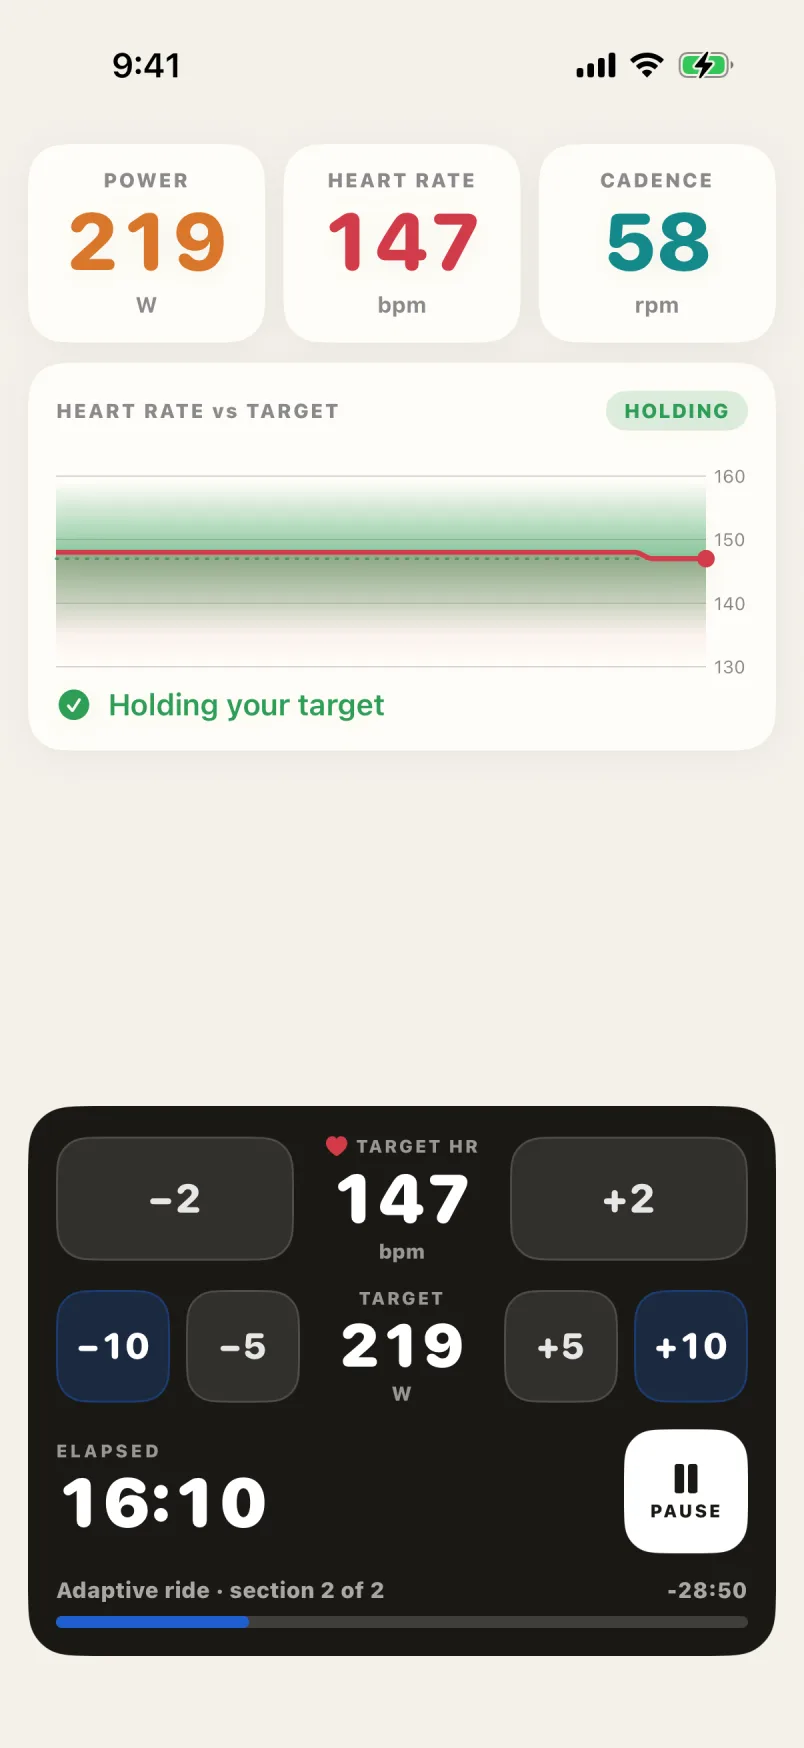 9:41
POWER
219
W
HEART RATE
147
bpm
CADENCE
58
rpm
HEART RATE vs TARGET
HOLDING
160
150
140
130
Holding your target
−2
TARGET HR
147
bpm
+2
−10
−5
TARGET
219
W
+5
+10
ELAPSED
16:10
PAUSE
Adaptive ride · section 2 of 2
-28:50